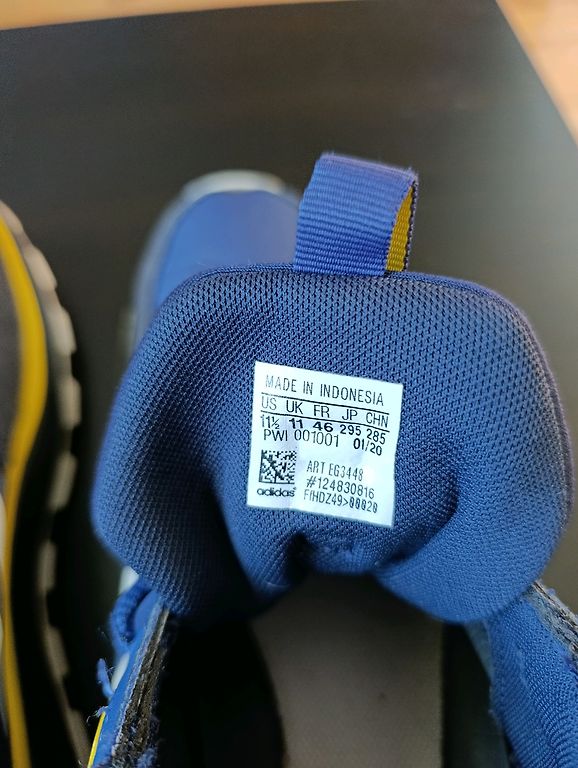 MADE IN INDONESIA
US UK FR JP CHN
11½ 11 46 295 285
PWI 001001 01/20
ART EG3448
#124830816
adidas F(HDZ49>00020